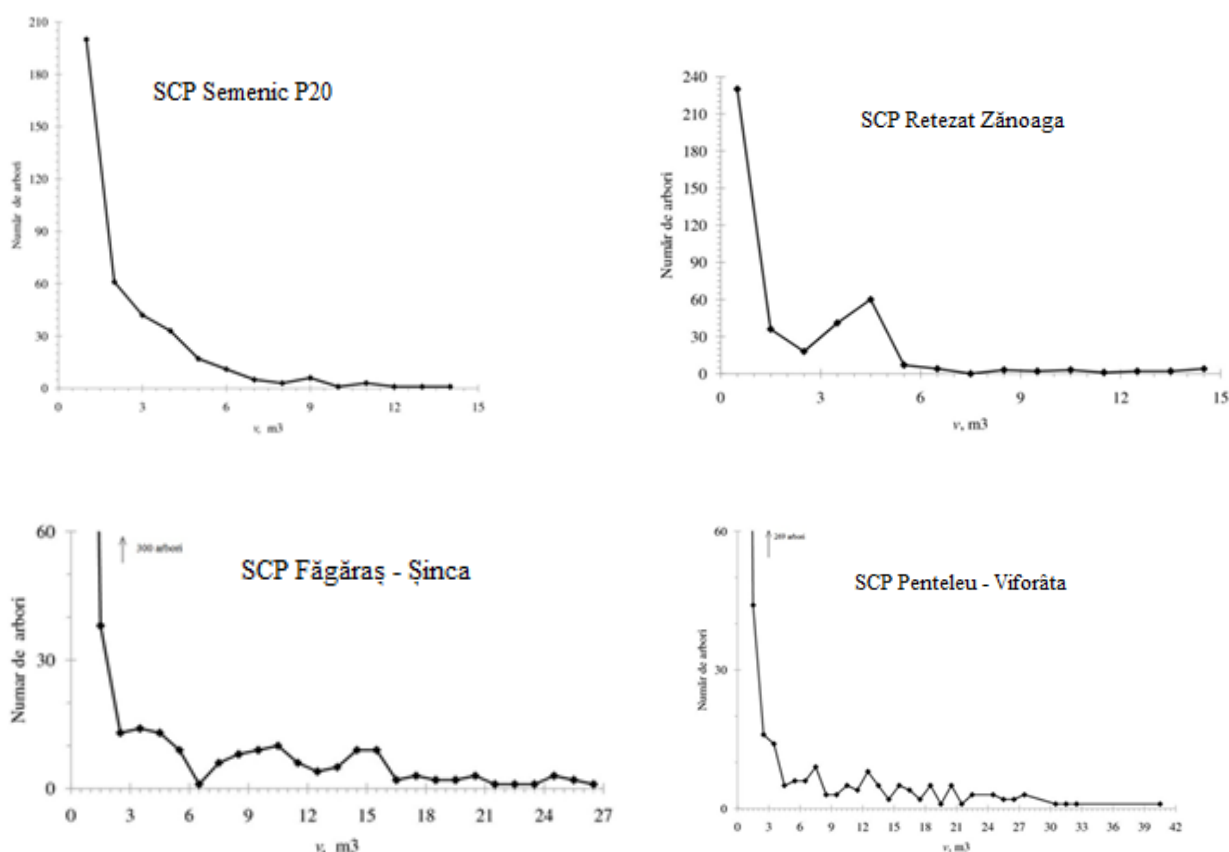 SCP Semenic P20
Număr de arbori
210
180
150
120
90
60
30
0
0 3 6 9 12 15
v, m3
SCP Retezat Zănoaga
Număr de arbori
240
210
180
150
120
90
60
30
0
0 3 6 9 12 15
v, m3
SCP Făgăraș - Șinca
300 arbori
Numar de arbori
60
30
0
0 3 6 9 12 15 18 21 24 27
v, m3
SCP Penteleu - Viforâta
arbori
Număr de arbori
60
30
0
0 3 6 9 12 15 18 21 24 27 30 33 36 39 42
v, m3